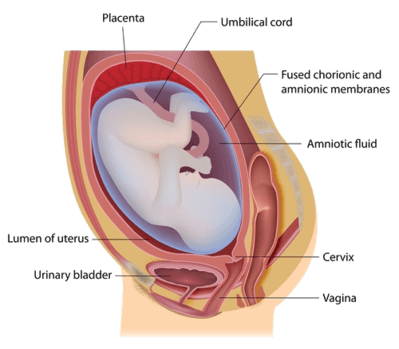 Placenta
Umbilical cord
Fused chorionic and
amnionic membranes
Amniotic fluid
Lumen of uterus
Cervix
Urinary bladder
Vagina